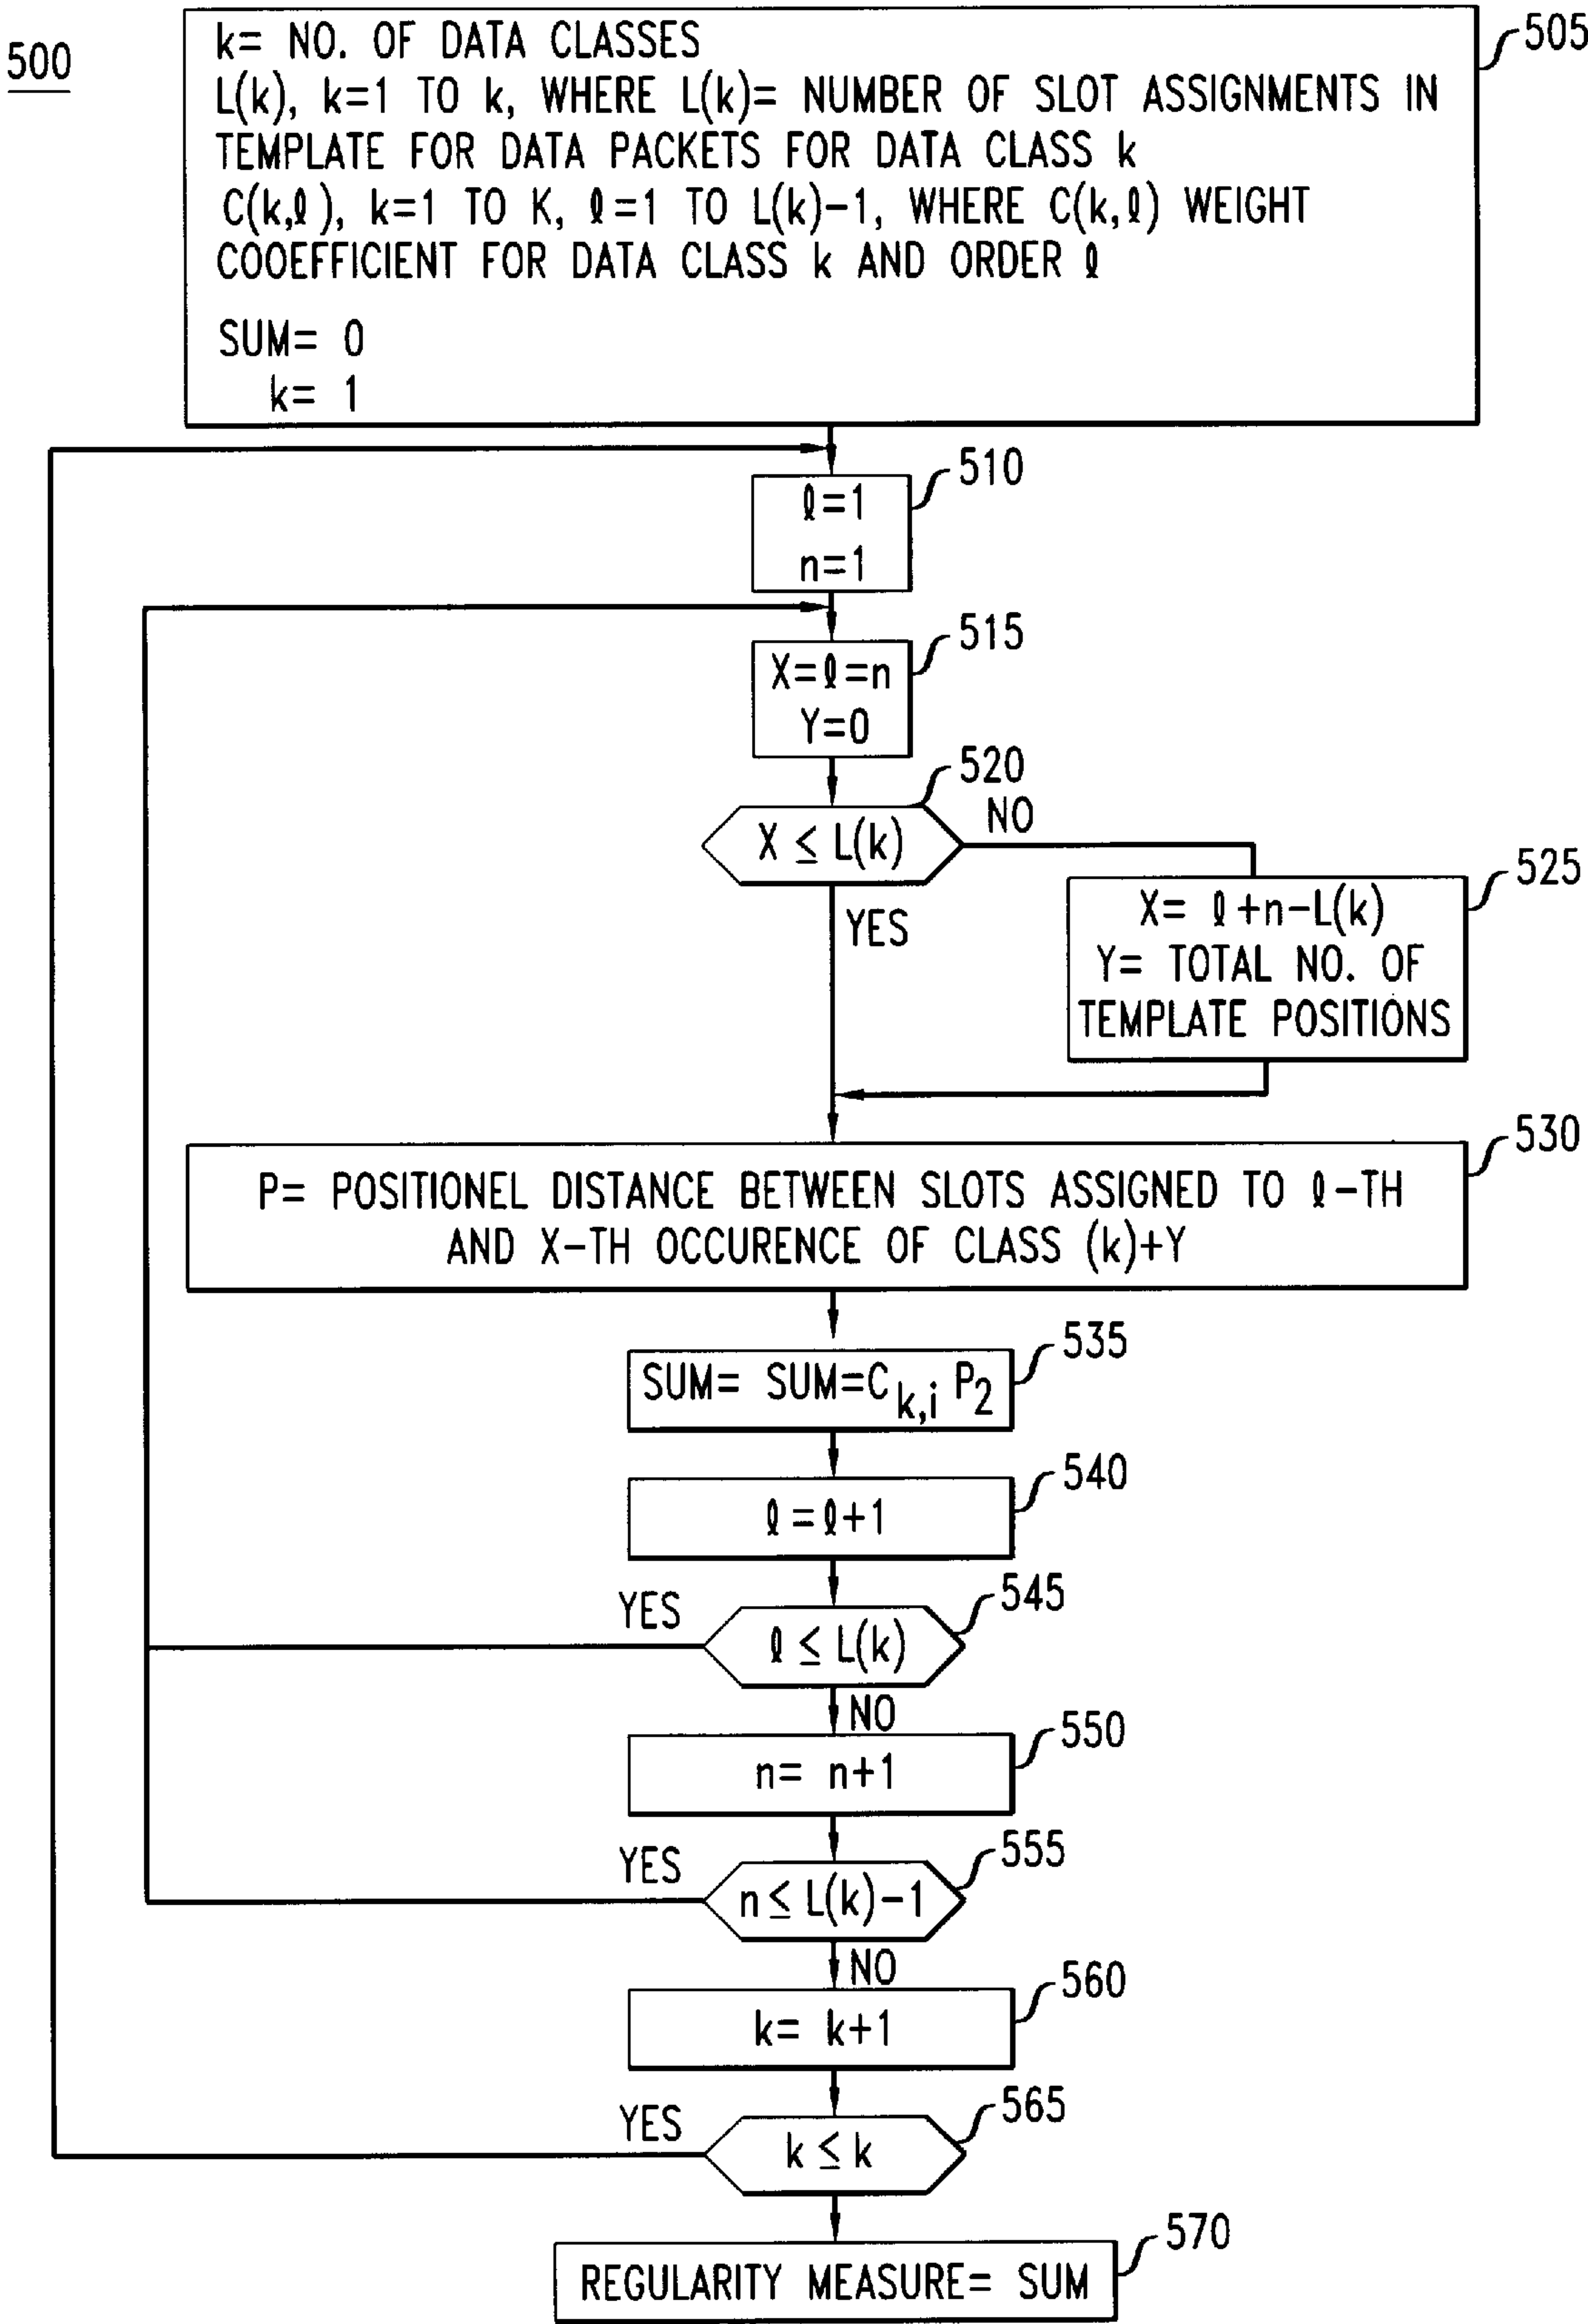 500
505
k= NO. OF DATA CLASSES
L(k), k=1 TO k, WHERE L(k)= NUMBER OF SLOT ASSIGNMENTS IN
TEMPLATE FOR DATA PACKETS FOR DATA CLASS k
C(k,ℓ), k=1 TO K, ℓ=1 TO L(k)-1, WHERE C(k,ℓ) WEIGHT
COOEFFICIENT FOR DATA CLASS k AND ORDER ℓ
SUM= 0
k= 1
510
ℓ=1
n=1
515
X=ℓ=n
Y=0
520
X ≤ L(k)
NO
YES
525
X= ℓ+n-L(k)
Y= TOTAL NO. OF
TEMPLATE POSITIONS
530
P= POSITIONEL DISTANCE BETWEEN SLOTS ASSIGNED TO ℓ-TH
AND X-TH OCCURENCE OF CLASS (k)+Y
535
SUM= SUM=C k,i P2
540
ℓ=ℓ+1
545
YES
ℓ ≤ L(k)
NO
550
n= n+1
555
YES
n ≤ L(k)-1
NO
560
k= k+1
565
YES
k ≤ k
570
REGULARITY MEASURE= SUM